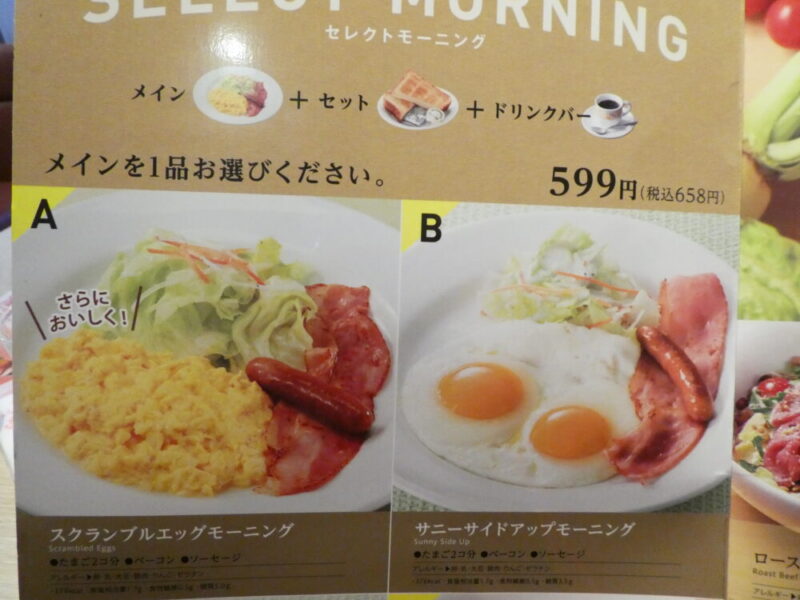 SELECT MORNING
セレクトモーニング
メイン + セット + ドリンクバー
メインを1品お選びください。
599円(税込658円)
A
さらに
おいしく!
B
スクランブルエッグモーニング
Scrambled Eggs
●たまご2コ分 ●ベーコン ●ソーセージ
サニーサイドアップモーニング
Sunny Side Up
●たまご2コ分 ●ベーコン ●ソーセージ
ロース
Roast Beef